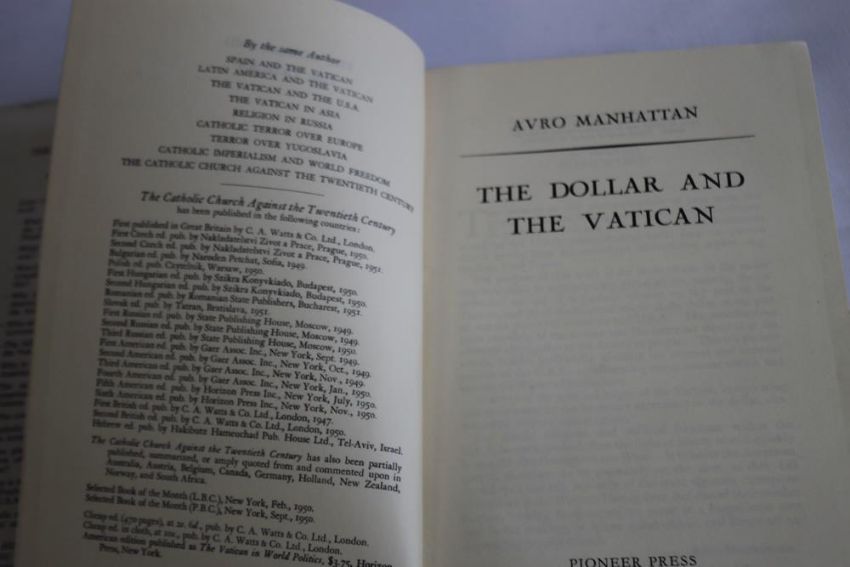 By the same Author
SPAIN AND THE VATICAN
LATIN AMERICA AND THE VATICAN
THE VATICAN AND THE U.S.A.
THE VATICAN IN ASIA
RELIGION IN RUSSIA
CATHOLIC TERROR OVER EUROPE
TERROR OVER YUGOSLAVIA
CATHOLIC IMPERIALISM AND WORLD FREEDOM
THE CATHOLIC CHURCH AGAINST THE TWENTIETH CENTURY
The Catholic Church Against the Twentieth Century
has been published in the following countries:
First published in Great Britain by C. A. Watts & Co. Ltd., London.
First Czech ed. pub. by Nakladatelstvi Zivot a Prace, Prague, 1950.
Second Czech ed. pub. by Nakladatelstvi Zivot a Prace, Prague, 1951.
Bulgarian ed. pub. by Naroden Petchat, Sofia, 1949.
Polish ed. pub. Czytelnik, Warsaw, 1950.
First Hungarian ed. pub. by Szikra Konyvkiado, Budapest, 1950.
Second Hungarian ed. pub. by Szikra Konyvkiado, Budapest, 1950.
Romanian ed. pub. by Romanian State Publishers, Bucharest, 1951.
Slovak ed. pub. by Tatran, Bratislava, 1951.
First Russian ed. pub. by State Publishing House, Moscow, 1949.
Second Russian ed. pub. by State Publishing House, Moscow, 1949.
Third Russian ed. pub. by State Publishing House, Moscow, 1950.
First American ed. pub. by Gaer Assoc. Inc., New York, Sept. 1949.
Second American ed. pub. by Gaer Assoc. Inc., New York, Oct., 1949.
Third American ed. pub. by Gaer Assoc. Inc., New York, Nov., 1949.
Fourth American ed. pub. by Gaer Assoc. Inc., New York, Jan., 1950.
Fifth American ed. pub. by Horizon Press Inc., New York, July, 1950.
Sixth American ed. pub. by Horizon Press Inc., New York, Nov., 1950.
First British ed. pub. by C. A. Watts & Co. Ltd., London, 1947.
Second British ed. pub. by C. A. Watts & Co. Ltd., London, 1950.
Hebrew ed. pub. by Hakibutz Hameuchad Pub. House Ltd., Tel-Aviv, Israel.
The Catholic Church Against the Twentieth Century has also been partially
published, summarized, or amply quoted from and commented upon in
Australia, Austria, Belgium, Canada, Germany, Holland, New Zealand,
Norway, and South Africa.
Selected Book of the Month (L.B.C.), New York, Feb., 1950.
Selected Book of the Month (P.B.C.), New York, Sept., 1950.
Cheap ed. (470 pages), at 2s. 6d., pub. by C. A. Watts & Co. Ltd., London.
Cheap ed. in cloth, at pub. by C. A. Watts & Co. Ltd., London.
American edition published as The Vatican in World Politics, $3.75, Horizon
Press, New York.
AVRO MANHATTAN
THE DOLLAR AND
THE VATICAN
PIONEER PRESS